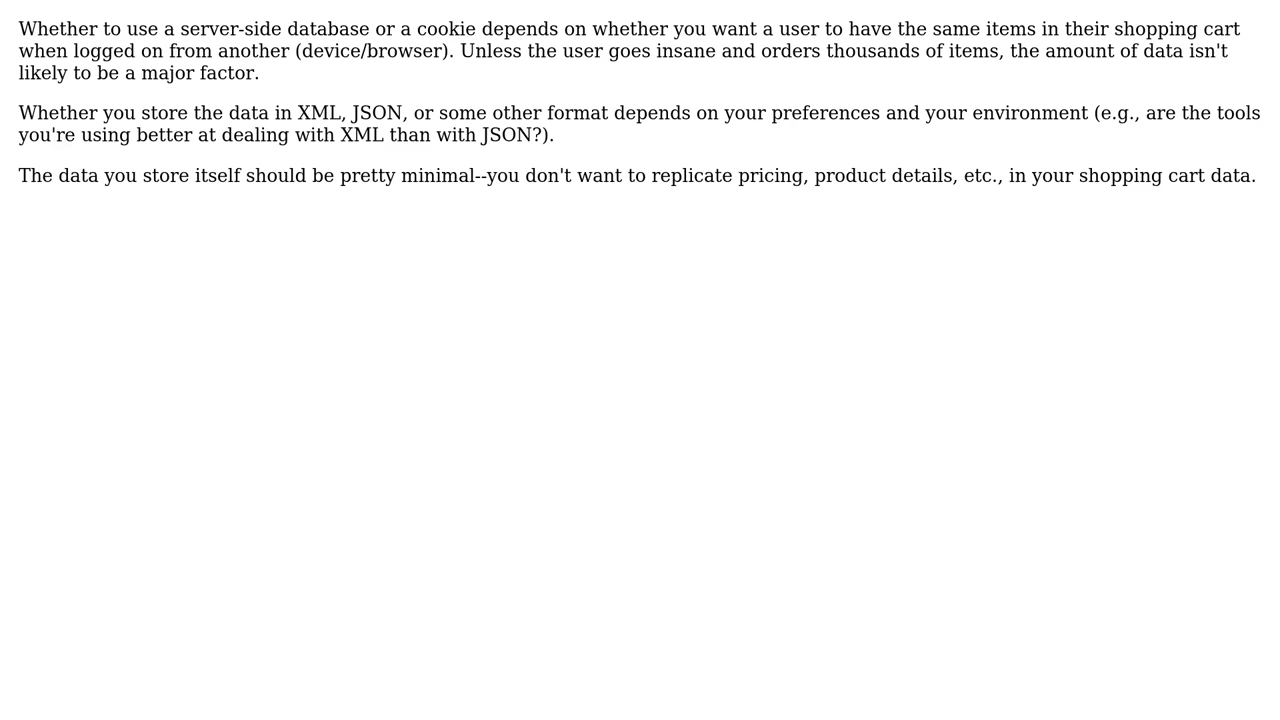 Whether to use a server-side database or a cookie depends on whether you want a user to have the same items in their shopping cart
when logged on from another (device/browser). Unless the user goes insane and orders thousands of items, the amount of data isn't
likely to be a major factor.
Whether you store the data in XML, JSON, or some other format depends on your preferences and your environment (e.g., are the tools
you're using better at dealing with XML than with JSON?).
The data you store itself should be pretty minimal--you don't want to replicate pricing, product details, etc., in your shopping cart data.